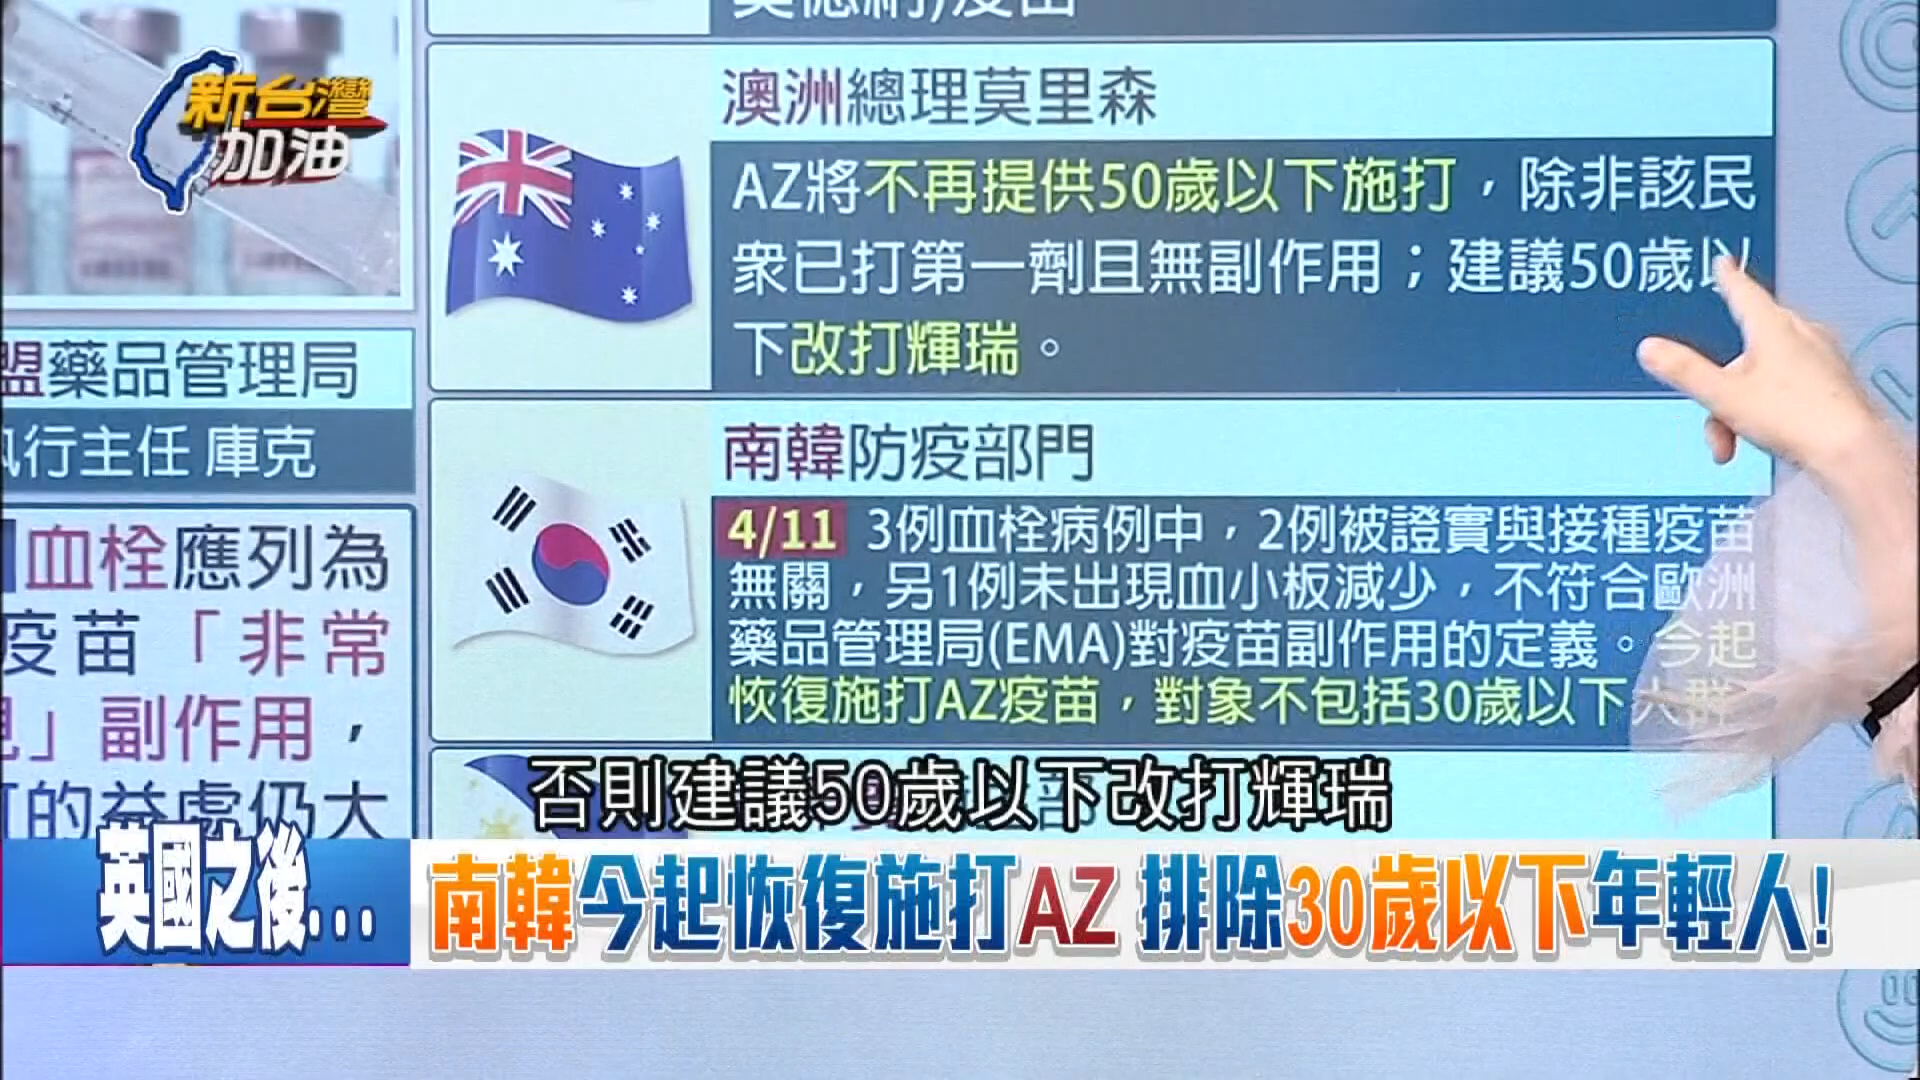 新台灣
加油
澳洲總理莫里森
AZ將不再提供50歲以下施打，除非該民
眾已打第一劑且無副作用；建議50歲以
下改打輝瑞。
盟藥品管理局
執行主任 庫克
血栓應列為
疫苗「非常
見」副作用，
的益處仍大
南韓防疫部門
4/11 3例血栓病例中，2例被證實與接種疫苗
無關，另1例未出現血小板減少，不符合歐洲
藥品管理局(EMA)對疫苗副作用的定義。今起
恢復施打AZ疫苗，對象不包括30歲以下人群
否則建議50歲以下改打輝瑞
英國之後...
南韓今起恢復施打AZ 排除30歲以下年輕人!